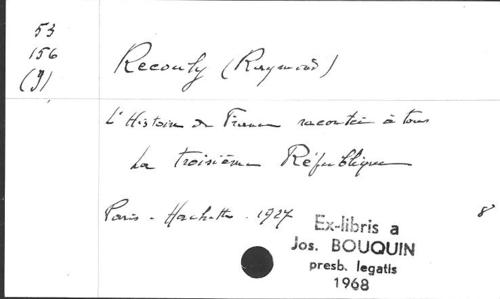 53
156
(9)
Recouly (Raymond)
L'Histoire de France racontée à tous
La troisième République
Paris - Hachette - 1927
8
Ex-libris a
Jos. BOUQUIN
presb. legatis
1968